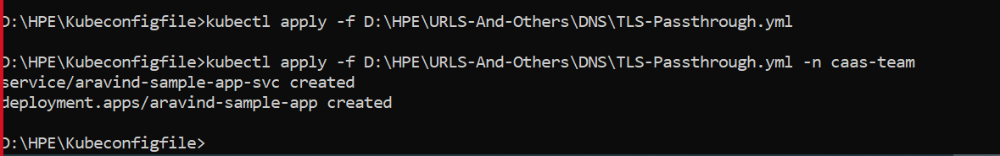 D:\HPE\Kubeconfigfile>kubectl apply -f D:\HPE\URLS-And-Others\DNS\TLS-Passthrough.yml
D:\HPE\Kubeconfigfile>kubectl apply -f D:\HPE\URLS-And-Others\DNS\TLS-Passthrough.yml -n caas-team
service/aravind-sample-app-svc created
deployment.apps/aravind-sample-app created
D:\HPE\Kubeconfigfile>